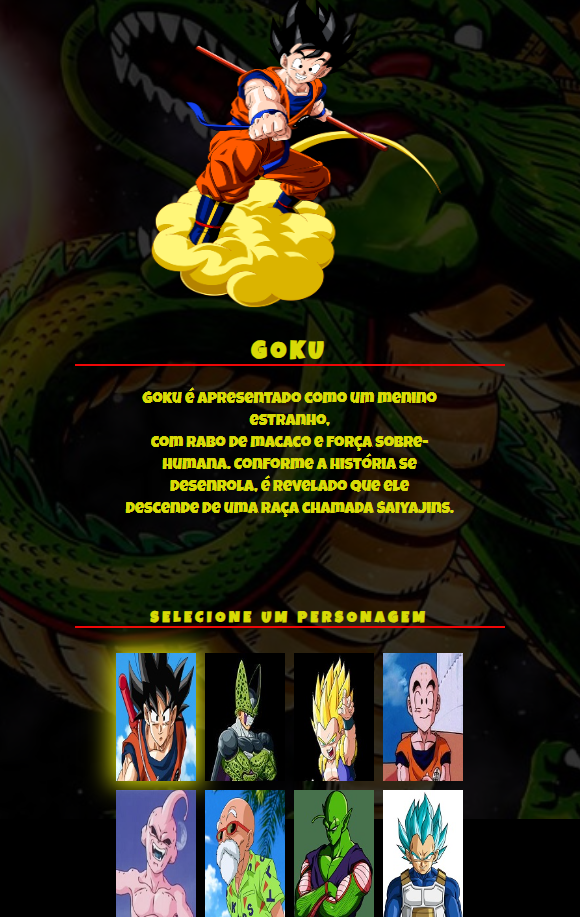 GOKU
Goku é apresentado como um menino
estranho,
com rabo de macaco e força sobre-
humana. Conforme a história se
desenrola, é revelado que ele
descende de uma raça chamada Saiyajins.
SELECIONE UM PERSONAGEM